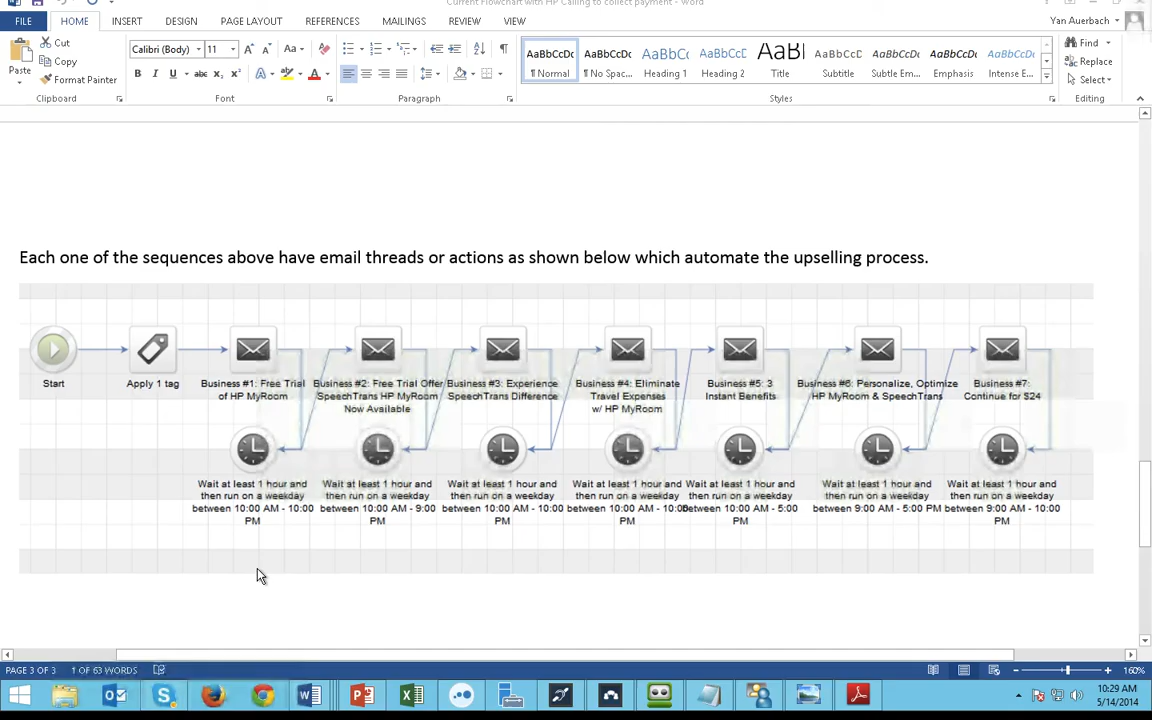 Current Flowchart with HP Calling to collect payment - Word
FILE HOME INSERT DESIGN PAGE LAYOUT REFERENCES MAILINGS REVIEW VIEW Yan Auerbach
Cut
Copy
Format Painter
Paste
Clipboard
Calibri (Body) 11
Font
Paragraph
AaBbCcDc AaBbCcDc AaBbCc AaBbCcD AaBl AaBbCcD AaBbCcDc AaBbCcDc AaBbCcDc
¶ Normal ¶ No Spac... Heading 1 Heading 2 Title Subtitle Subtle Em... Emphasis Intense E...
Styles
Find
Replace
Select
Editing
Each one of the sequences above have email threads or actions as shown below which automate the upselling process.
Start
Apply 1 tag
Business #1: Free Trial
of HP MyRoom
Business #2: Free Trial Offer
SpeechTrans HP MyRoom
Now Available
Business #3: Experience
SpeechTrans Difference
Business #4: Eliminate
Travel Expenses
w/ HP MyRoom
Business #5: 3
Instant Benefits
Business #6: Personalize, Optimize
HP MyRoom & SpeechTrans
Business #7:
Continue for $24
Wait at least 1 hour and
then run on a weekday
between 10:00 AM - 10:00
PM
Wait at least 1 hour and
then run on a weekday
between 10:00 AM - 9:00
PM
Wait at least 1 hour and
then run on a weekday
between 10:00 AM - 10:00
PM
Wait at least 1 hour and
then run on a weekday
between 10:00 AM - 10:00
PM
Wait at least 1 hour and
then run on a weekday
between 10:00 AM - 5:00
PM
Wait at least 1 hour and
then run on a weekday
between 9:00 AM - 5:00 PM
Wait at least 1 hour and
then run on a weekday
between 9:00 AM - 10:00
PM
PAGE 3 OF 3 1 OF 63 WORDS 160%
10:29 AM
5/14/2014